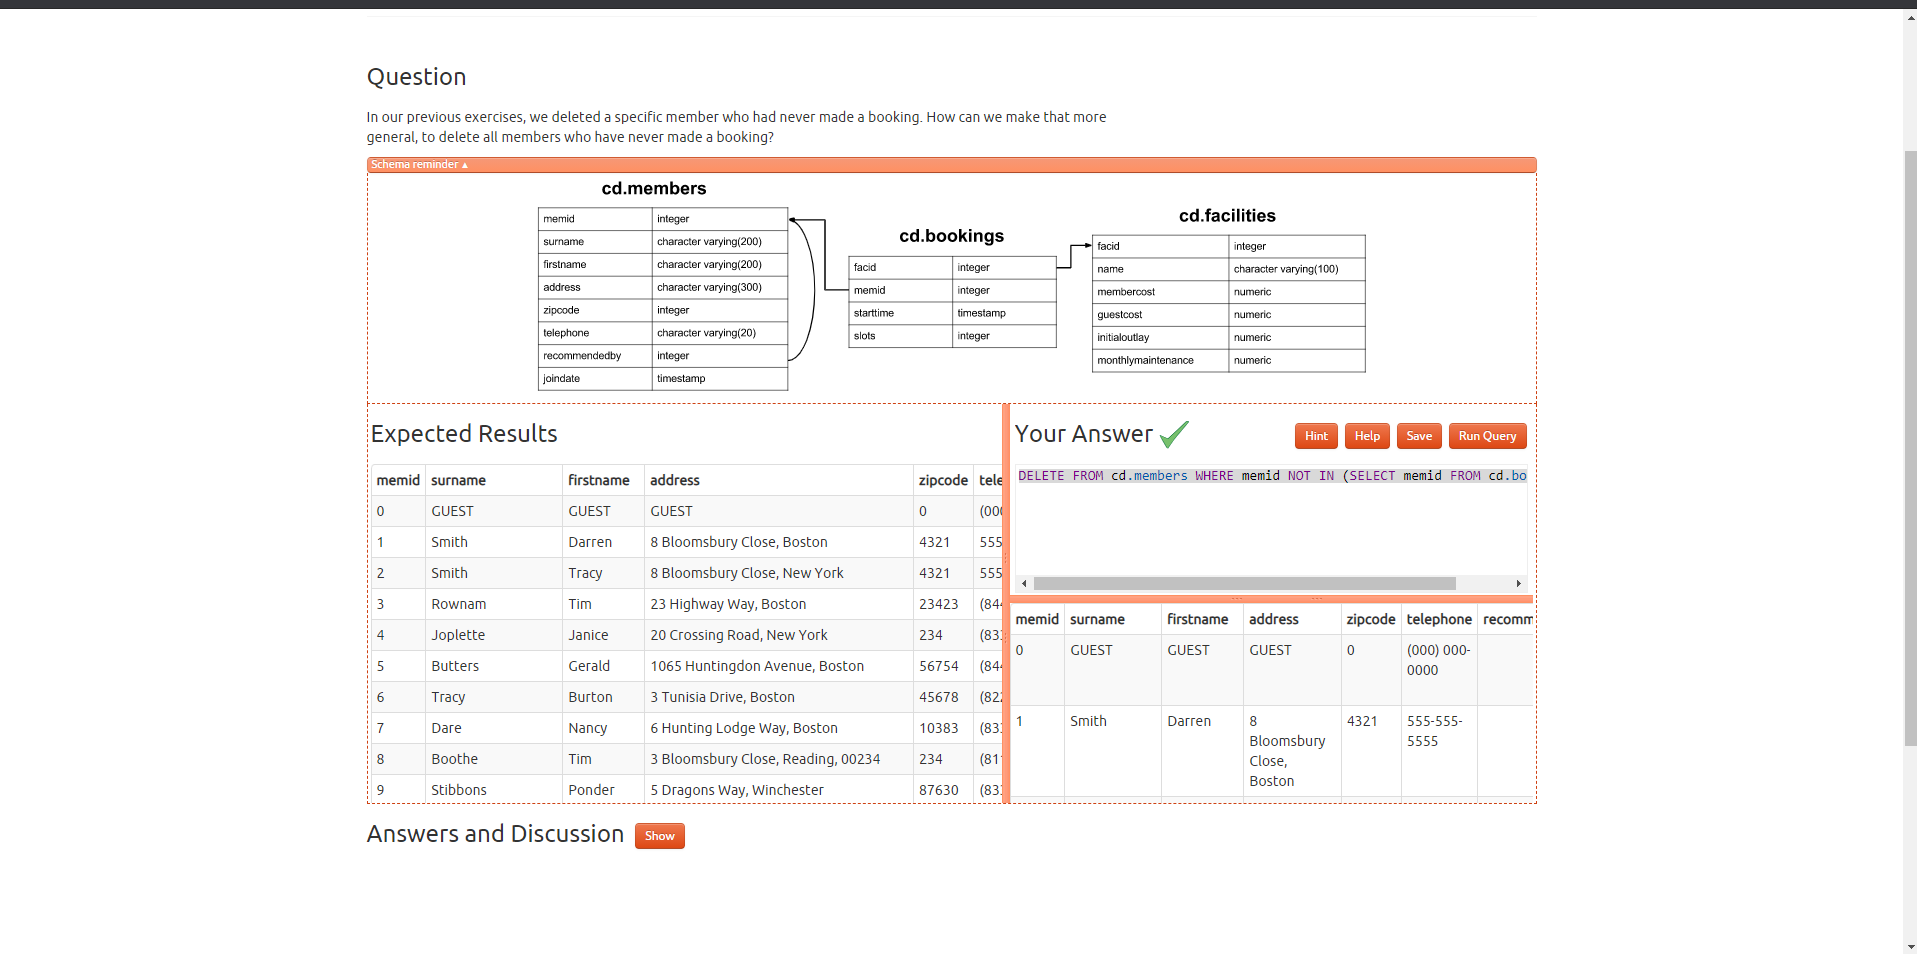 Question
In our previous exercises, we deleted a specific member who had never made a booking. How can we make that more
general, to delete all members who have never made a booking?
Schema reminder ▴
cd.members
memid integer
surname character varying(200)
firstname character varying(200)
address character varying(300)
zipcode integer
telephone character varying(20)
recommendedby integer
joindate timestamp
cd.bookings
facid integer
memid integer
starttime timestamp
slots integer
cd.facilities
facid integer
name character varying(100)
membercost numeric
guestcost numeric
initialoutlay numeric
monthlymaintenance numeric
Expected Results
memid surname firstname address zipcode tele
0 GUEST GUEST GUEST 0 (000
1 Smith Darren 8 Bloomsbury Close, Boston 4321 555
2 Smith Tracy 8 Bloomsbury Close, New York 4321 555
3 Rownam Tim 23 Highway Way, Boston 23423 (844
4 Joplette Janice 20 Crossing Road, New York 234 (833
5 Butters Gerald 1065 Huntingdon Avenue, Boston 56754 (844
6 Tracy Burton 3 Tunisia Drive, Boston 45678 (822
7 Dare Nancy 6 Hunting Lodge Way, Boston 10383 (833
8 Boothe Tim 3 Bloomsbury Close, Reading, 00234 234 (811
9 Stibbons Ponder 5 Dragons Way, Winchester 87630 (833
Your Answer
Hint Help Save Run Query
DELETE FROM cd.members WHERE memid NOT IN (SELECT memid FROM cd.bo
memid surname firstname address zipcode telephone recomm
0 GUEST GUEST GUEST 0 (000) 000-
0000
1 Smith Darren 8 4321 555-555-
Bloomsbury 5555
Close,
Boston
Answers and Discussion Show